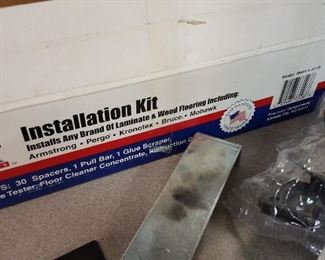 Installation Kit
Installs Any Brand Of Laminate & Wood Flooring Including:
Armstrong • Pergo • Kronotex • Bruce • Mohawk
S: 30 Spacers, 1 Pull Bar, 1 Glue Scraper,
e Tester, Floor Cleaner Concentrate, Instruction